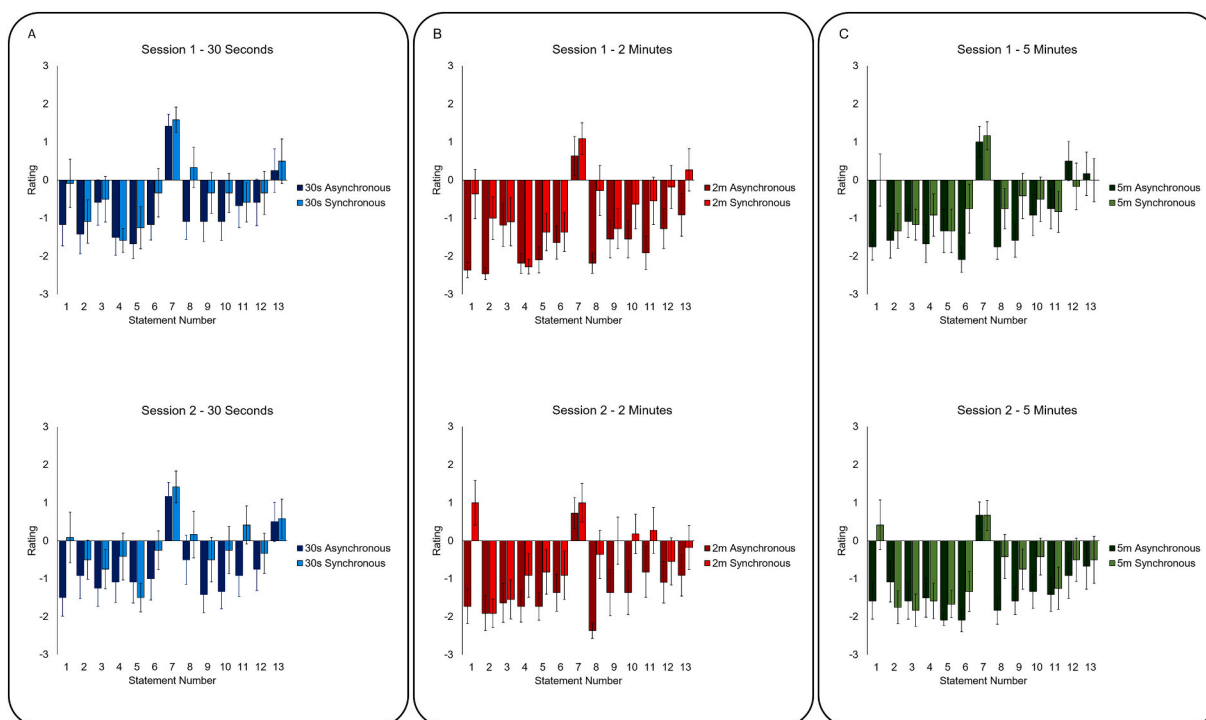 A
Session 1 - 30 Seconds
3
2
1
0
-1
-2
-3
Rating
1 2 3 4 5 6 7 8 9 10 11 12 13
Statement Number
30s Asynchronous
30s Synchronous
Session 2 - 30 Seconds
3
2
1
0
-1
-2
-3
Rating
1 2 3 4 5 6 7 8 9 10 11 12 13
Statement Number
30s Asynchronous
30s Synchronous
B
Session 1 - 2 Minutes
3
2
1
0
-1
-2
-3
Rating
1 2 3 4 5 6 7 8 9 10 11 12 13
Statement Number
2m Asynchronous
2m Synchronous
Session 2 - 2 Minutes
3
2
1
0
-1
-2
-3
Rating
1 2 3 4 5 6 7 8 9 10 11 12 13
Statement Number
2m Asynchronous
2m Synchronous
C
Session 1 - 5 Minutes
3
2
1
0
-1
-2
-3
Rating
1 2 3 4 5 6 7 8 9 10 11 12 13
Statement Number
5m Asynchronous
5m Synchronous
Session 2 - 5 Minutes
3
2
1
0
-1
-2
-3
Rating
1 2 3 4 5 6 7 8 9 10 11 12 13
Statement Number
5m Asynchronous
5m Synchronous